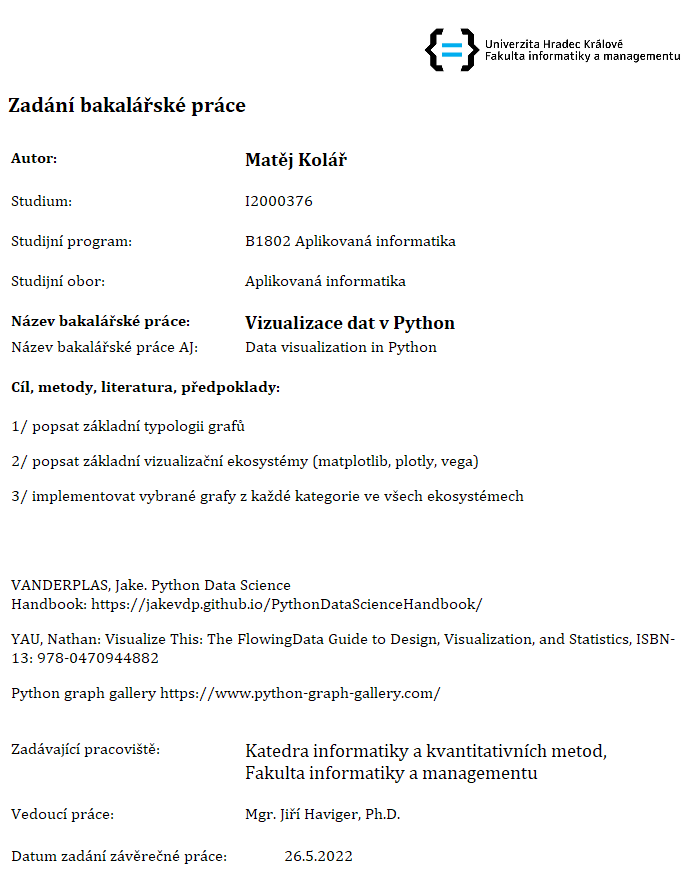 Univerzita Hradec Králové
Fakulta informatiky a managementu
Zadání bakalářské práce
Autor: Matěj Kolář
Studium: I2000376
Studijní program: B1802 Aplikovaná informatika
Studijní obor: Aplikovaná informatika
Název bakalářské práce: Vizualizace dat v Python
Název bakalářské práce AJ: Data visualization in Python
Cíl, metody, literatura, předpoklady:
1/ popsat základní typologii grafů
2/ popsat základní vizualizační ekosystémy (matplotlib, plotly, vega)
3/ implementovat vybrané grafy z každé kategorie ve všech ekosystémech
VANDERPLAS, Jake. Python Data Science
Handbook: https://jakevdp.github.io/PythonDataScienceHandbook/
YAU, Nathan: Visualize This: The FlowingData Guide to Design, Visualization, and Statistics, ISBN-
13: 978-0470944882
Python graph gallery https://www.python-graph-gallery.com/
Zadávající pracoviště: Katedra informatiky a kvantitativních metod,
Fakulta informatiky a managementu
Vedoucí práce: Mgr. Jiří Haviger, Ph.D.
Datum zadání závěrečné práce: 26.5.2022